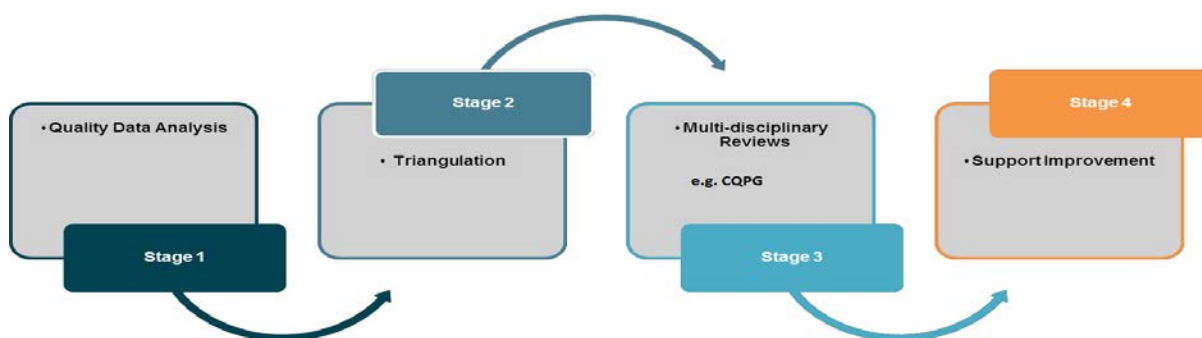 • Quality Data Analysis
Stage 1
Stage 2
• Triangulation
• Multi-disciplinary
Reviews
e.g. CQPG
Stage 3
Stage 4
• Support Improvement